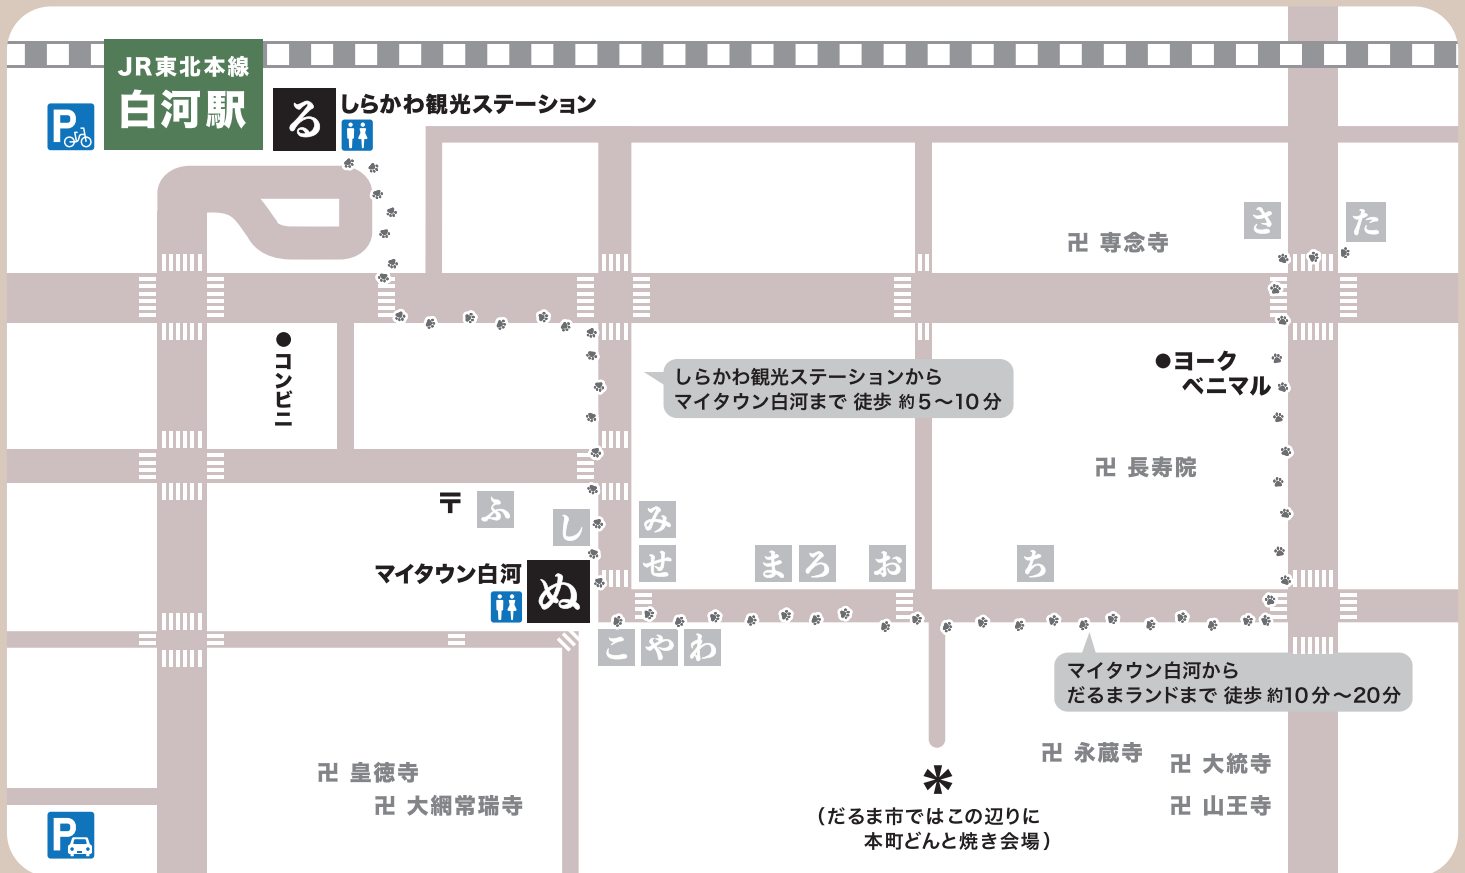 JR東北本線
白河駅
P
る
しらかわ観光ステーション
さ
た
卍 専念寺
●コンビニ
しらかわ観光ステーションから
マイタウン白河まで 徒歩 約5〜10分
●ヨーク
ベニマル
卍 長寿院
〒
ふ
し
み
せ
ま
ろ
お
ち
マイタウン白河
ぬ
こ
や
わ
マイタウン白河から
だるまランドまで 徒歩 約10分〜20分
卍 皇徳寺
卍 大網常瑞寺
卍 永蔵寺
卍 大統寺
卍 山王寺
*
(だるま市ではこの辺りに
本町どんと焼き会場)
P